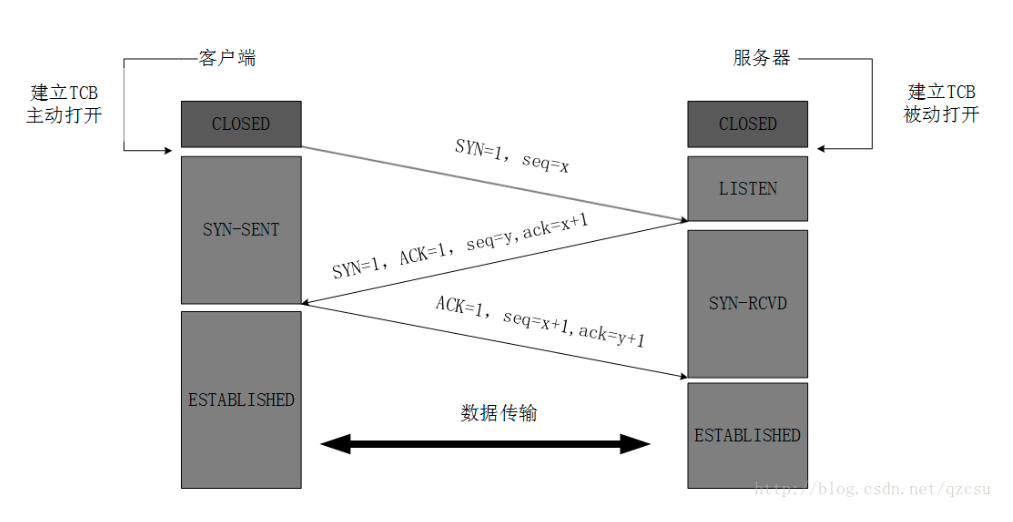 客户端
服务器
建立TCB
主动打开
建立TCB
被动打开
CLOSED
CLOSED
SYN=1, seq=x
LISTEN
SYN-SENT
SYN=1, ACK=1, seq=y,ack=x+1
SYN-RCVD
ACK=1, seq=x+1,ack=y+1
ESTABLISHED
数据传输
ESTABLISHED
http://blog.csdn.net/qzcsu